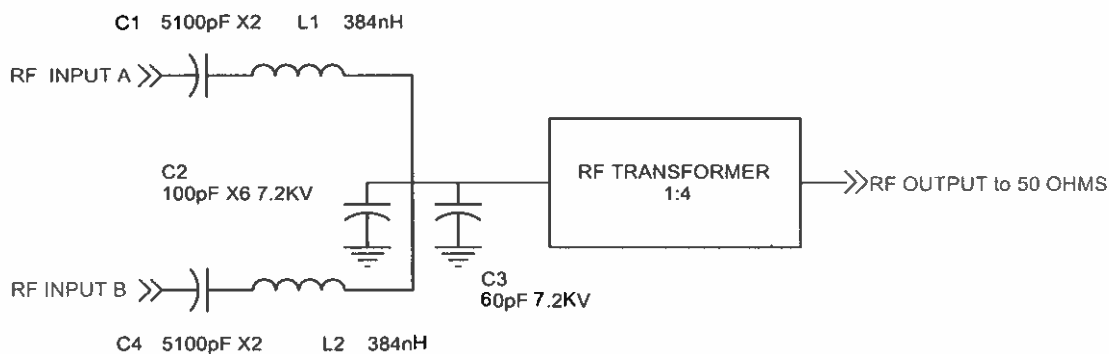 C1 5100pF X2 L1 384nH
RF INPUT A
C2
100pF X6 7.2KV
RF TRANSFORMER
1:4
RF OUTPUT to 50 OHMS
RF INPUT B
C3
60pF 7.2KV
C4 5100pF X2 L2 384nH